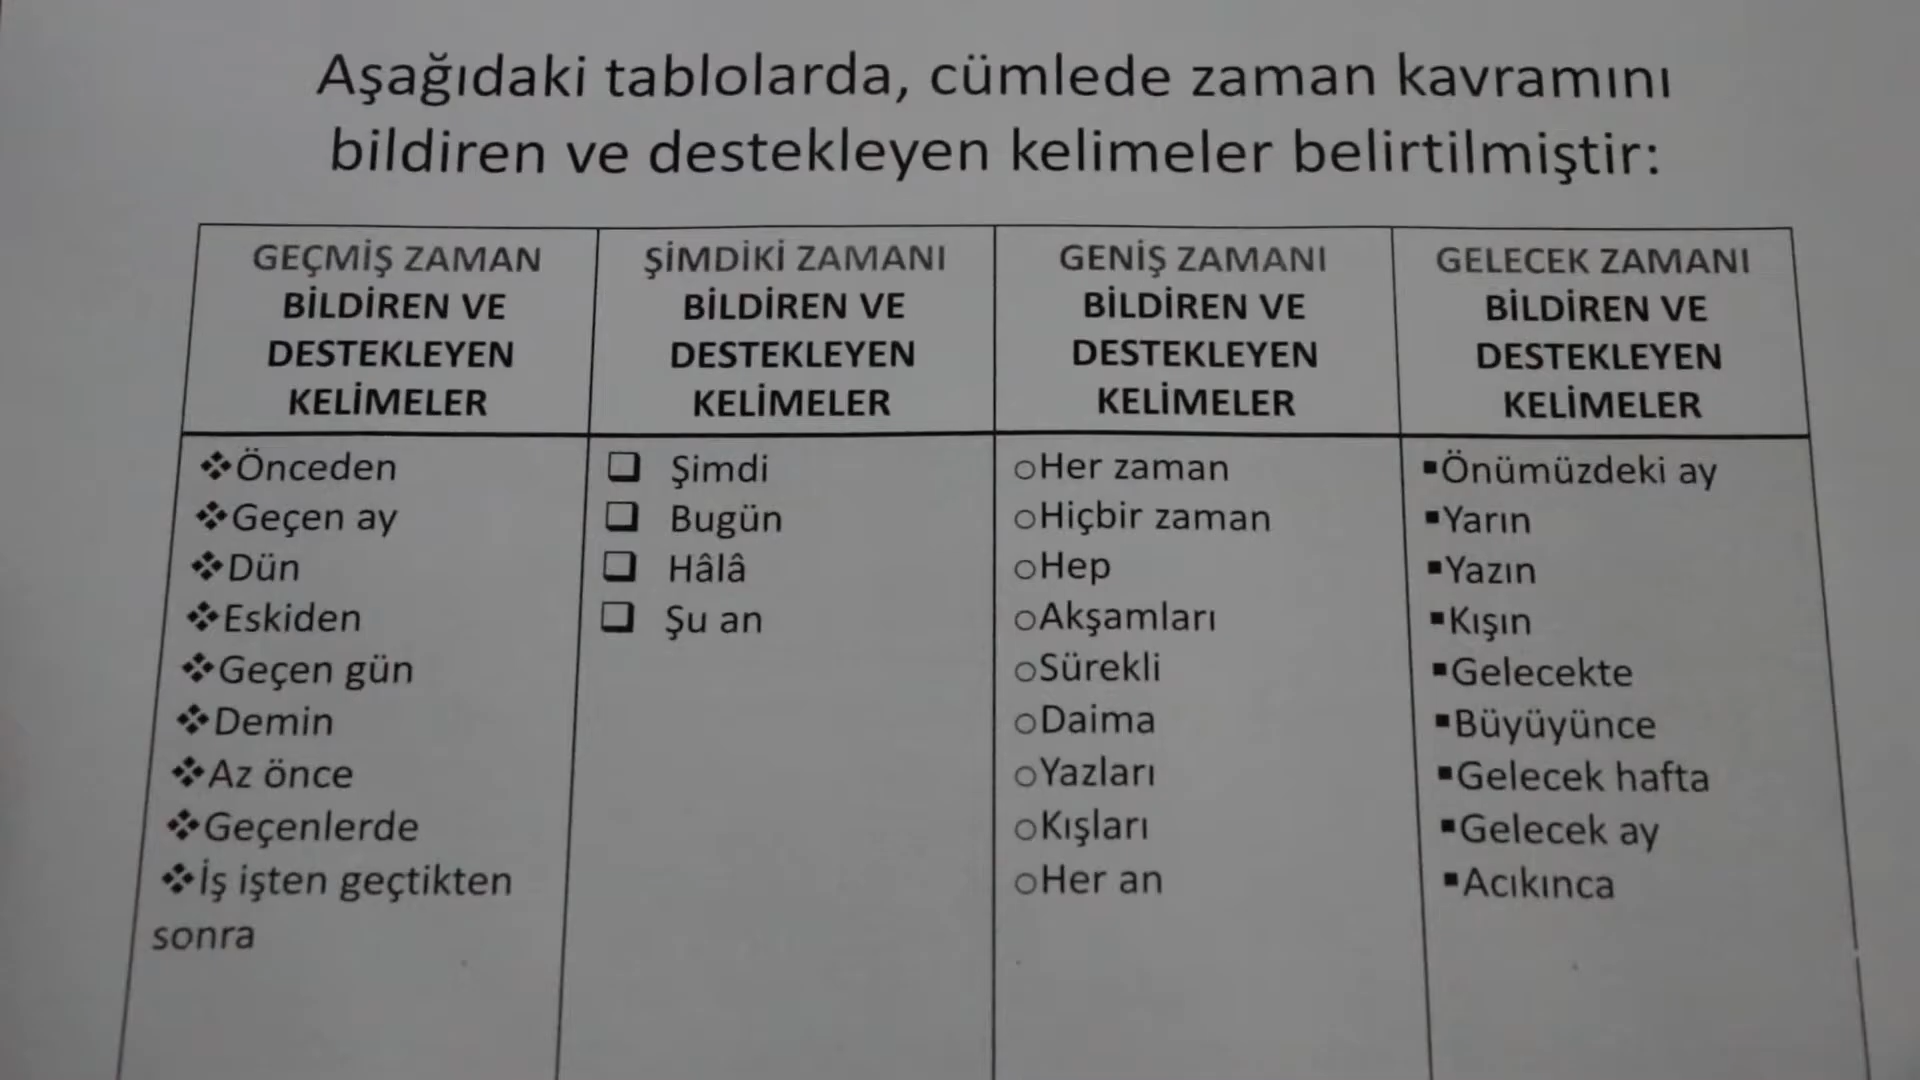 Aşağıdaki tablolarda, cümlede zaman kavramını
bildiren ve destekleyen kelimeler belirtilmiştir:
GEÇMİŞ ZAMAN
BİLDİREN VE
DESTEKLEYEN
KELİMELER
Önceden
Geçen ay
Dün
Eskiden
Geçen gün
Demin
Az önce
Geçenlerde
İş işten geçtikten
sonra
ŞİMDİKİ ZAMANI
BİLDİREN VE
DESTEKLEYEN
KELİMELER
Şimdi
Bugün
Hâlâ
Şu an
GENİŞ ZAMANI
BİLDİREN VE
DESTEKLEYEN
KELİMELER
Her zaman
Hiçbir zaman
Hep
Akşamları
Sürekli
Daima
Yazları
Kışları
Her an
GELECEK ZAMANI
BİLDİREN VE
DESTEKLEYEN
KELİMELER
Önümüzdeki ay
Yarın
Yazın
Kışın
Gelecekte
Büyüyünce
Gelecek hafta
Gelecek ay
Acıkınca